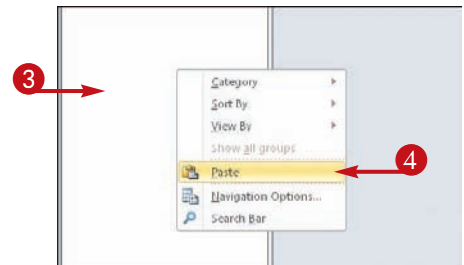 3
Category
Sort By
View By
Show all groups
Paste
4
Navigation Options...
Search Bar